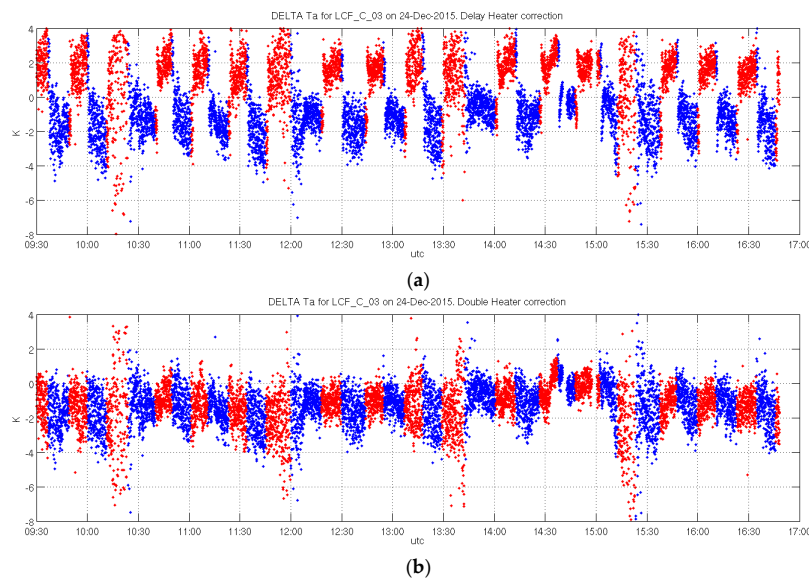 DELTA Ta for LCF_C_03 on 24-Dec-2015. Delay Heater correction
4
2
0
-2
-4
-6
-8
K
09:30 10:00 10:30 11:00 11:30 12:00 12:30 13:00 13:30 14:00 14:30 15:00 15:30 16:00 16:30 17:00
utc
(a)
DELTA Ta for LCF_C_03 on 24-Dec-2015. Double Heater correction
4
2
0
-2
-4
-6
-8
K
09:30 10:00 10:30 11:00 11:30 12:00 12:30 13:00 13:30 14:00 14:30 15:00 15:30 16:00 16:30 17:00
utc
(b)